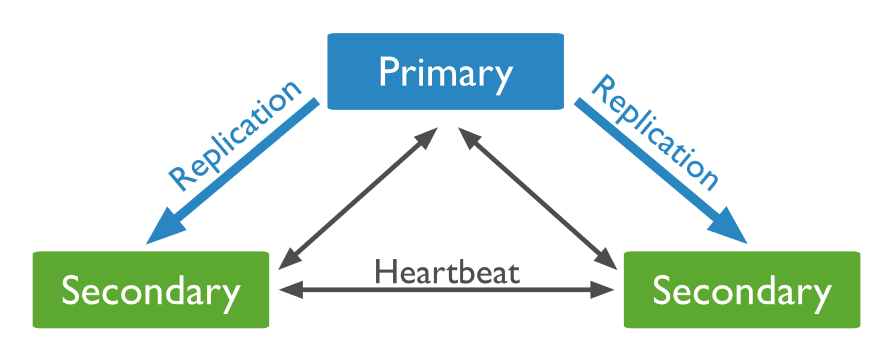 Primary
Replication
Replication
Heartbeat
Secondary
Secondary